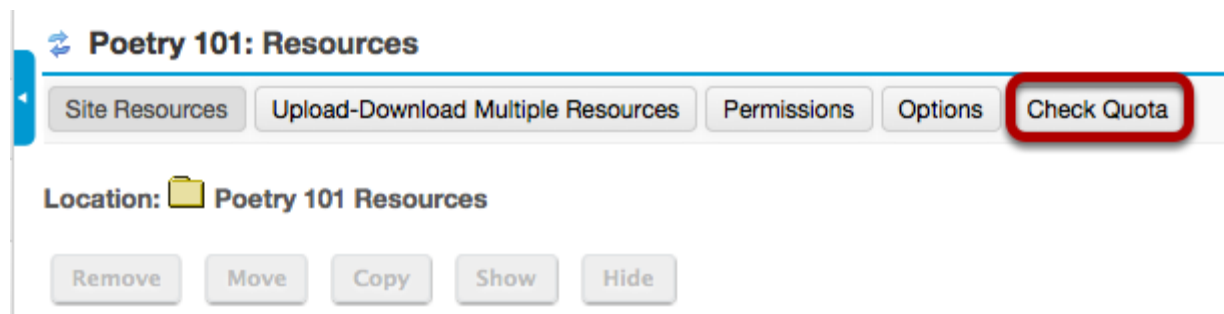 Poetry 101: Resources
Site Resources Upload-Download Multiple Resources Permissions Options Check Quota
Location: Poetry 101 Resources
Remove Move Copy Show Hide